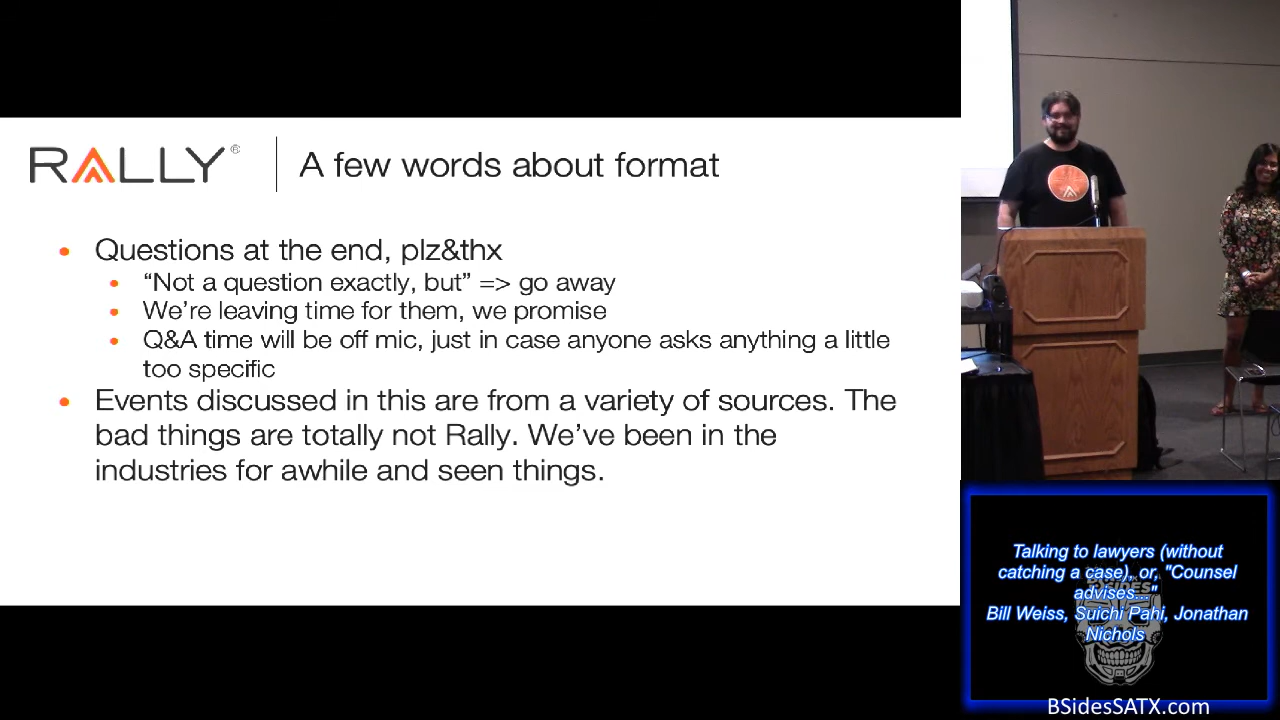 RALLY®
A few words about format
Questions at the end, plz&thx
“Not a question exactly, but” => go away
We’re leaving time for them, we promise
Q&A time will be off mic, just in case anyone asks anything a little
too specific
Events discussed in this are from a variety of sources. The
bad things are totally not Rally. We’ve been in the
industries for awhile and seen things.
Talking to lawyers (without
catching a case), or, "Counsel
advises..."
Bill Weiss, Suichi Pahi, Jonathan
Nichols
BSidesSATX.com